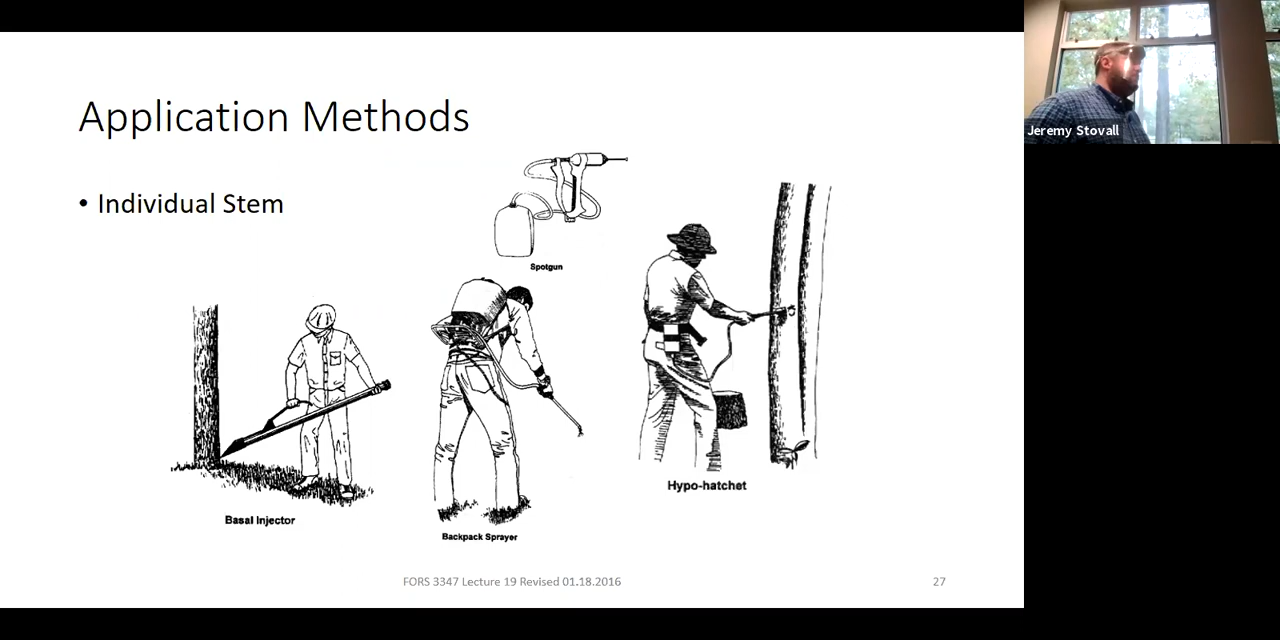 Application Methods
• Individual Stem
Spotgun
Hypo-hatchet
Basal Injector
Backpack Sprayer
FORS 3347 Lecture 19 Revised 01.18.2016
27
Jeremy Stovall